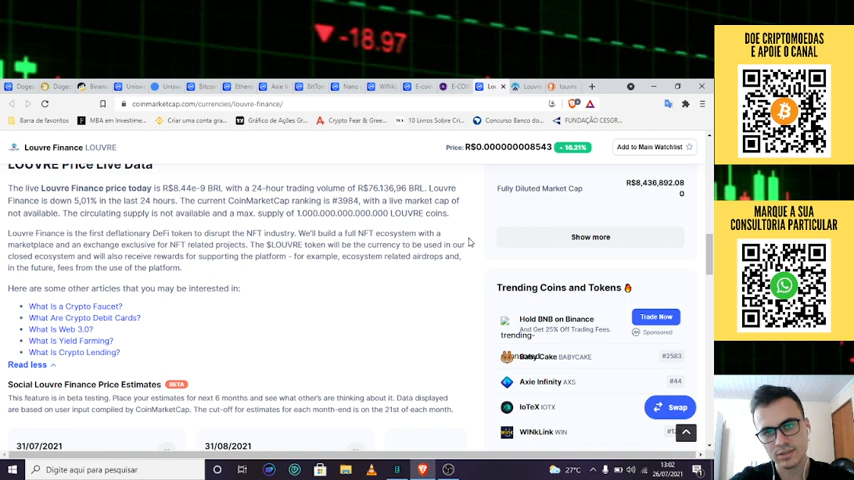 -18.97
DOE CRIPTOMOEDAS
E APOIE O CANAL
MARQUE A SUA
CONSULTORIA PARTICULAR
Doge
Doge
Binan
Unisw
Unisw
Bitcoi
Ether
Axie I
BitTo
Nano
WINk
E-coin
E-COI
Lo
Louvre
louvre
coinmarketcap.com/currencies/louvre-finance/
Barra de favoritos
MBA em Investime...
Criar uma conta gra...
Gráfico de Ações Gr...
Crypto Fear & Gree...
10 Livros Sobre Cri...
Concurso Banco do...
FUNDAÇÃO CESGR...
Louvre Finance LOUVRE
Price: R$0.000000008543
16.21%
Add to Main Watchlist
LOUVRE Price Live Data
The live Louvre Finance price today is R$8.44e-9 BRL with a 24-hour trading volume of R$76.136,96 BRL. Louvre
Finance is down 5,01% in the last 24 hours. The current CoinMarketCap ranking is #3984, with a live market cap of
not available. The circulating supply is not available and a max. supply of 1.000.000.000.000.000 LOUVRE coins.
Louvre Finance is the first deflationary DeFi token to disrupt the NFT industry. We'll build a full NFT ecosystem with a
marketplace and an exchange exclusive for NFT related projects. The $LOUVRE token will be the currency to be used in our
closed ecosystem and will also receive rewards for supporting the platform - for example, ecosystem related airdrops and,
in the future, fees from the use of the platform.
Here are some other articles that you may be interested in:
What Is a Crypto Faucet?
What Are Crypto Debit Cards?
What Is Web 3.0?
What Is Yield Farming?
What Is Crypto Lending?
Read less
Social Louvre Finance Price Estimates BETA
This feature is in beta testing. Place your estimates for next 6 months and see what other's are thinking about it. Data displayed
are based on user input compiled by CoinMarketCap. The cut-off for estimates for each month-end is on the 21st of each month.
31/07/2021
31/08/2021
Fully Diluted Market Cap
R$8,436,892.08
0
Show more
Trending Coins and Tokens
Hold BNB on Binance
And Get 25% Off Trading Fees.
Trade Now
Sponsored
trending-
BabyCake BABYCAKE
#2583
Axie Infinity AXS
#44
IoTeX IOTX
Swap
WINkLink WIN
Digite aqui para pesquisar
27°C
13:02
26/07/2021